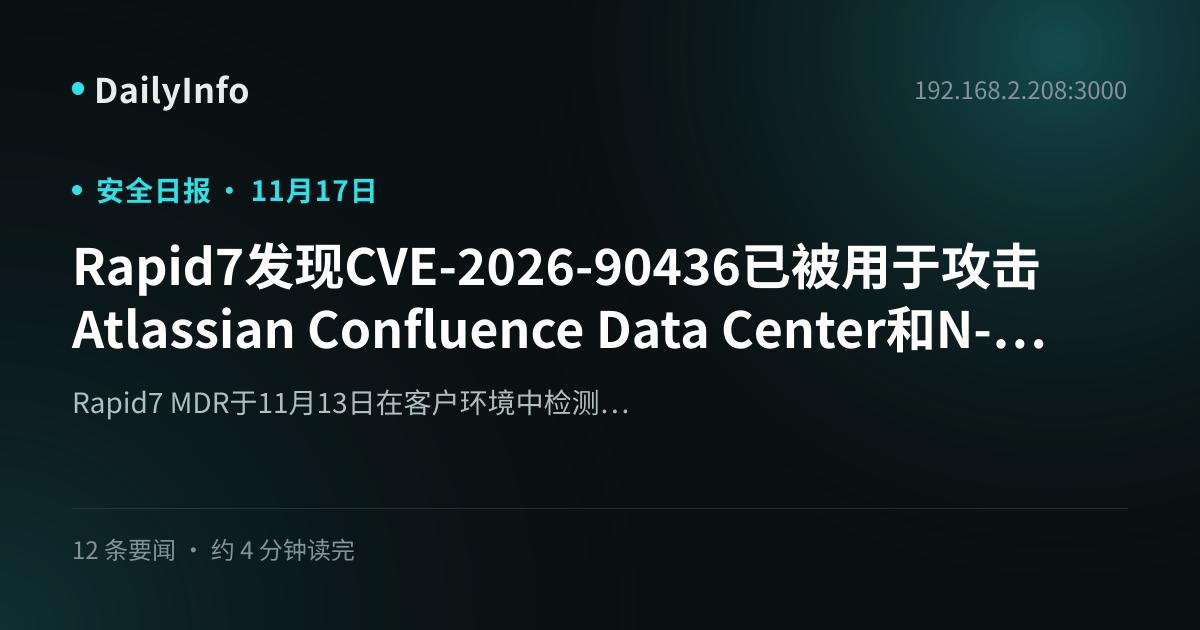 DailyInfo
192.168.2.208:3000
安全日报 · 11月17日
Rapid7发现CVE-2026-90436已被用于攻击
Atlassian Confluence Data Center和N-…
Rapid7 MDR于11月13日在客户环境中检测…
12 条要闻 · 约 4 分钟读完